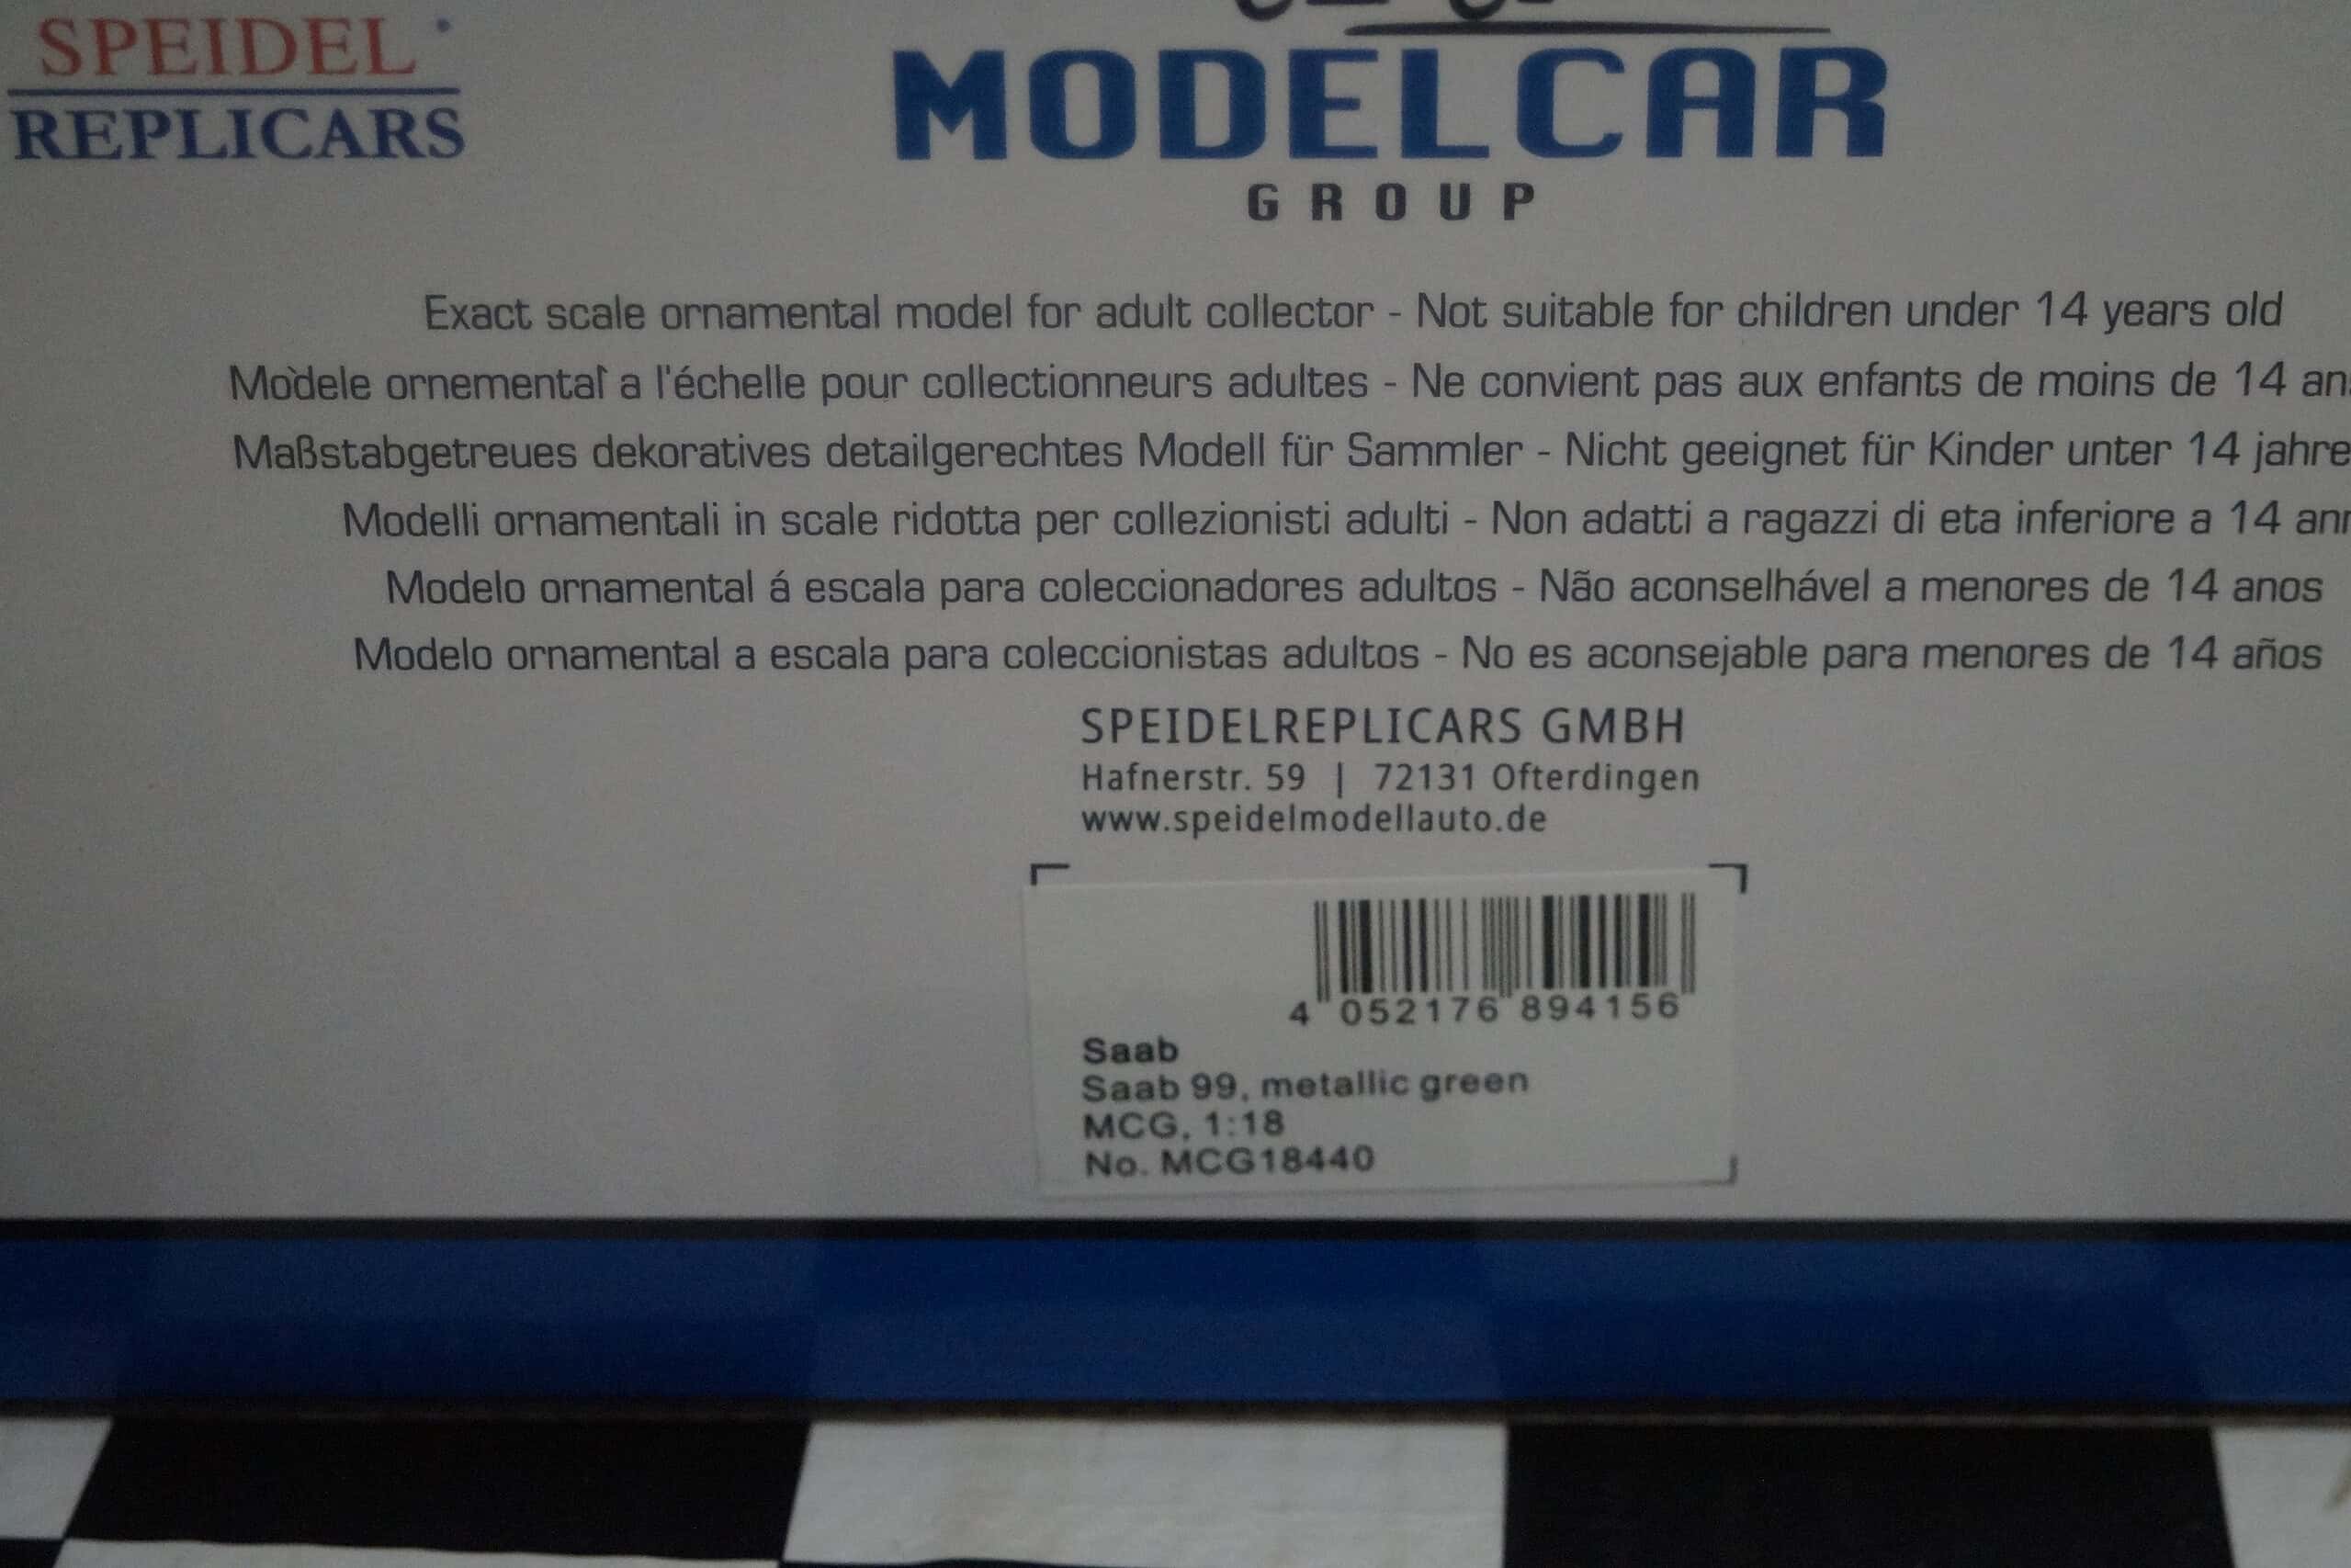 SPEIDEL
REPLICARS
MODELCAR
GROUP
Exact scale ornamental model for adult collector - Not suitable for children under 14 years old
Modèle ornemental a l'échelle pour collectionneurs adultes - Ne convient pas aux enfants de moins de 14 an
Maßstabgetreues dekoratives detailgerechtes Modell für Sammler - Nicht geeignet für Kinder unter 14 jahre
Modelli ornamentali in scale ridotta per collezionisti adulti - Non adatti a ragazzi di eta inferiore a 14 ann
Modelo ornamental á escala para coleccionadores adultos - Não aconselhável a menores de 14 anos
Modelo ornamental a escala para coleccionistas adultos - No es aconsejable para menores de 14 años
SPEIDELREPLICARS GMBH
Hafnerstr. 59 | 72131 Ofterdingen
www.speidelmodellauto.de
4 052176 894156
Saab
Saab 99, metallic green
MCG, 1:18
No. MCG18440